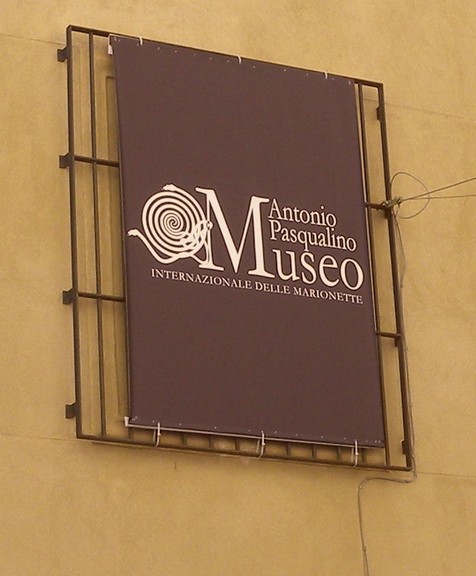 Antonio
Pasqualino
Museo
INTERNAZIONALE DELLE MARIONETTE